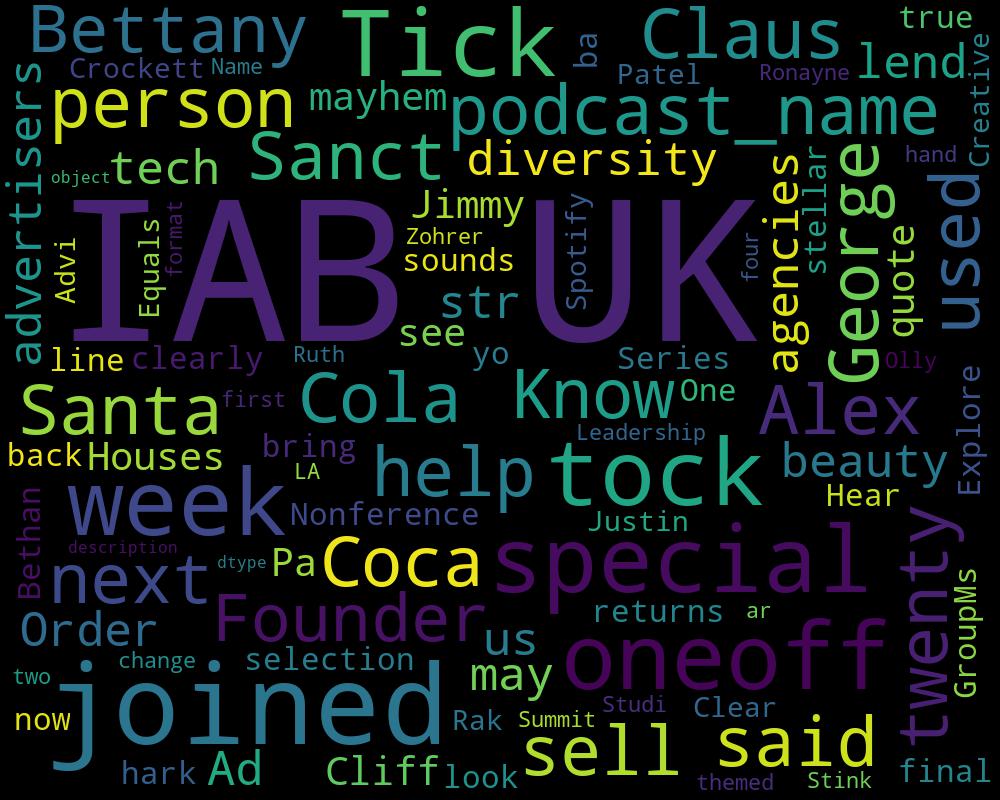 Bettany
Tick
ba
Claus
true
Crockett
Name
Patel
Ronayne
lend
Creative
person
mayhem
podcast_name
advertisers
object
tech
Sanct
diversity
hand
IAB UK
Advi
Equals
format
Jimmy
Zohrer
sounds
Spotify
four
agencies
stellar
George
quote
used
str
see
line
clearly
Ruth
yo
Series
Olly
Santa
first
Cola
Know
One
Alex
Explore
back
Houses
bring
LA
Leadership
help
tock
beauty
Hear
week
Nonference
Justin
Bethan
description
next
dtype
Pa
Coca
special
twenty
GroupMs
Order
Founder
us
returns
ar
oneoff
two
change
selection
may
now
joined
Rak
Summit
Studi
Clear
hark
Ad
Cliff
look
sell
said
themed
Stink
final